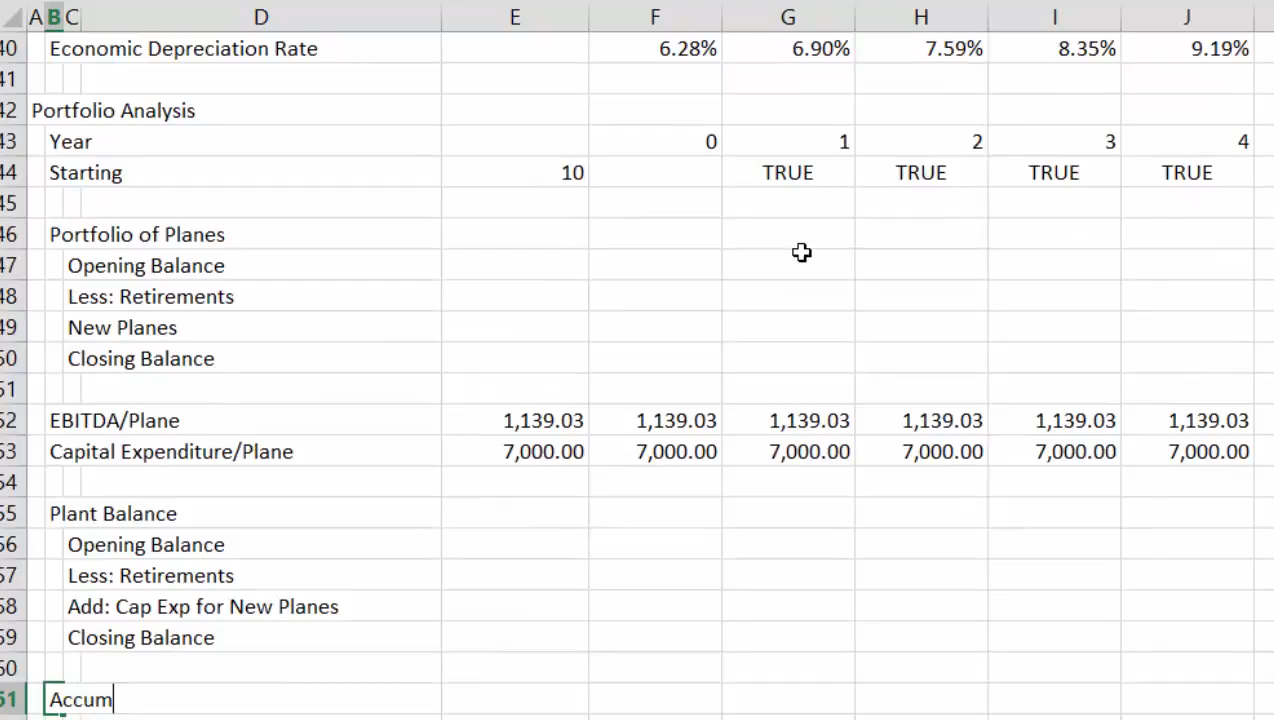 A B C D E F G H I J
40 Economic Depreciation Rate 6.28% 6.90% 7.59% 8.35% 9.19%
41
42 Portfolio Analysis
43 Year 0 1 2 3 4
44 Starting 10 TRUE TRUE TRUE TRUE
45
46 Portfolio of Planes
47 Opening Balance
48 Less: Retirements
49 New Planes
50 Closing Balance
51
52 EBITDA/Plane 1,139.03 1,139.03 1,139.03 1,139.03 1,139.03 1,139.03
53 Capital Expenditure/Plane 7,000.00 7,000.00 7,000.00 7,000.00 7,000.00 7,000.00
54
55 Plant Balance
56 Opening Balance
57 Less: Retirements
58 Add: Cap Exp for New Planes
59 Closing Balance
60
61 Accum